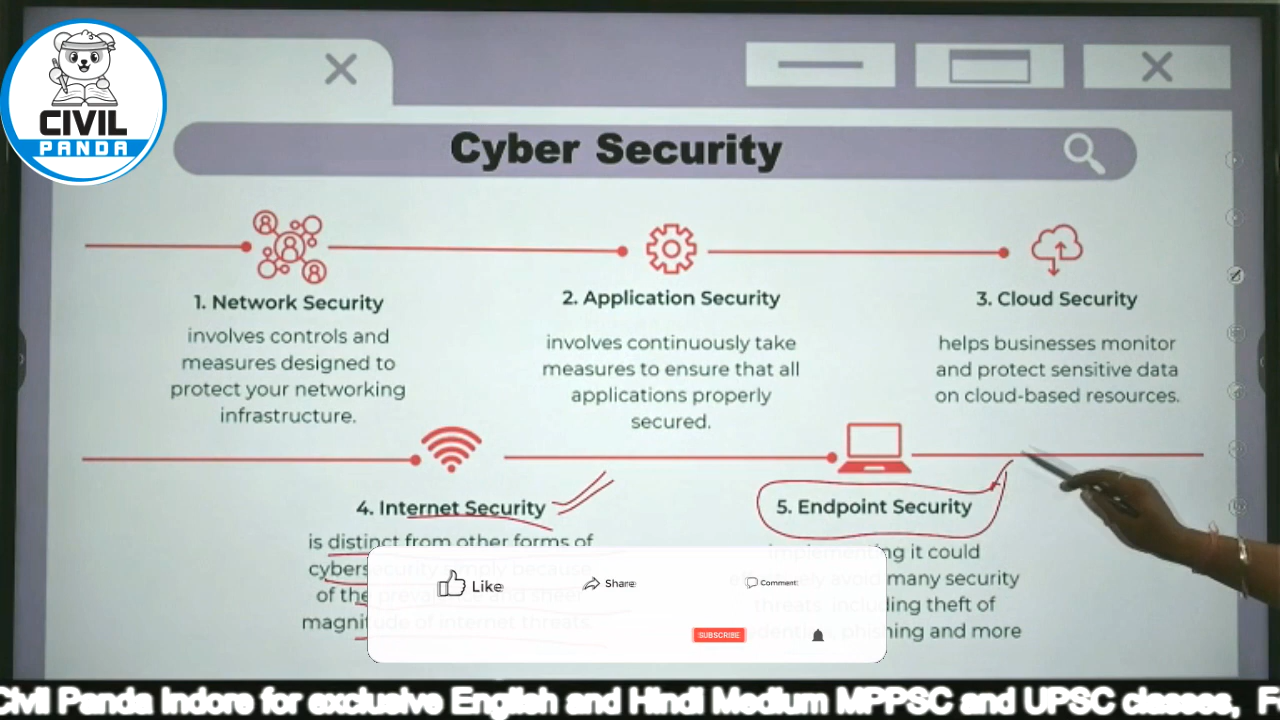 CIVIL
PANDA
Cyber Security
1. Network Security
involves controls and
measures designed to
protect your networking
infrastructure.
2. Application Security
involves continuously take
measures to ensure that all
applications properly
secured.
3. Cloud Security
helps businesses monitor
and protect sensitive data
on cloud-based resources.
4. Internet Security
is distinct from other forms of
cybersecurity simply because
of the prevalence and sheer
magnitude of internet threats.
5. Endpoint Security
implementing it could
effectively avoid many security
threats, including theft of
phishing and more
Like
Share
Comment
SUBSCRIBE
Civil Panda Indore for exclusive English and Hindi Medium MPPSC and UPSC classes,